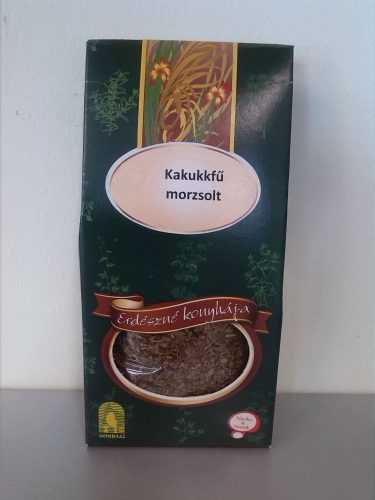 Kakukkfű
morzsolt
Erdészné konyhája